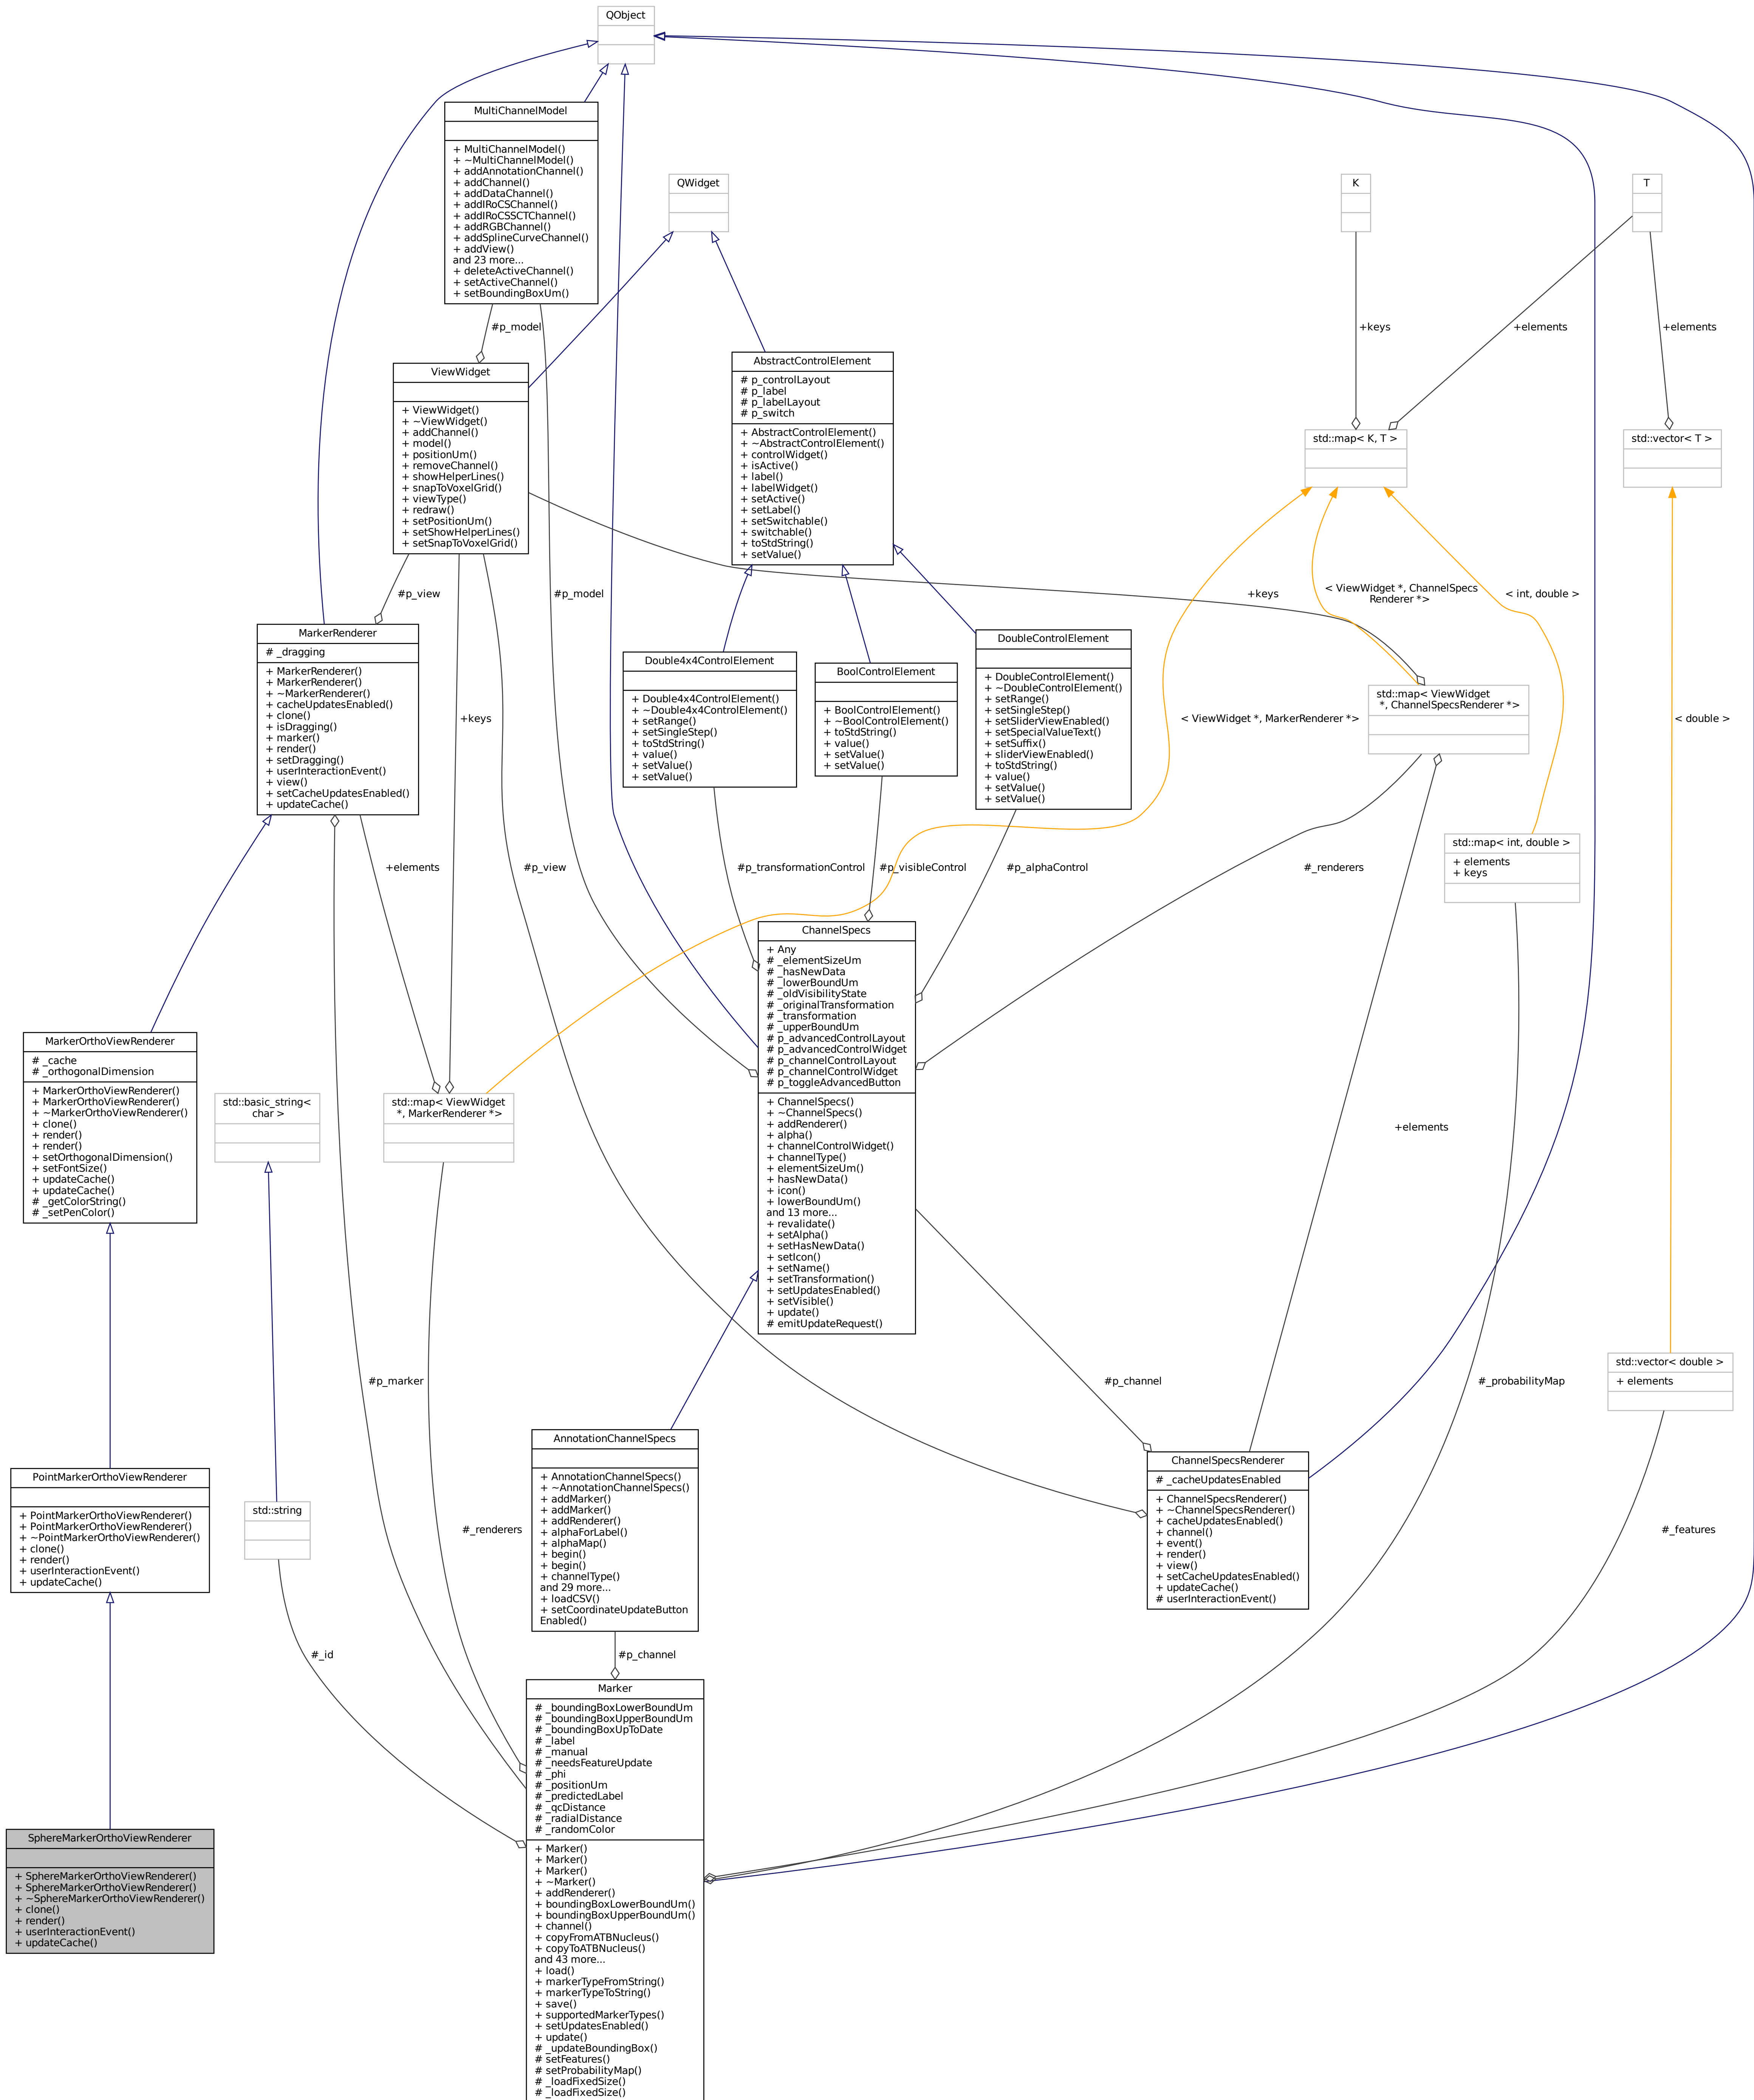 QObject
MultiChannelModel
+ MultiChannelModel()
+ ~MultiChannelModel()
+ addAnnotationChannel()
+ addChannel()
+ addDataChannel()
+ addIRoCSChannel()
+ addIRoCSSCTChannel()
+ addRGBChannel()
+ addSplineCurveChannel()
+ addView()
and 23 more...
+ deleteActiveChannel()
+ setActiveChannel()
+ setBoundingBoxUm()
QWidget
K
T
#p_model
+keys
+elements
+elements
ViewWidget
+ ViewWidget()
+ ~ViewWidget()
+ addChannel()
+ model()
+ positionUm()
+ removeChannel()
+ showHelperLines()
+ snapToVoxelGrid()
+ viewType()
+ redraw()
+ setPositionUm()
+ setShowHelperLines()
+ setSnapToVoxelGrid()
AbstractControlElement
# p_controlLayout
# p_label
# p_labelLayout
# p_switch
+ AbstractControlElement()
+ ~AbstractControlElement()
+ controlWidget()
+ isActive()
+ label()
+ labelWidget()
+ setActive()
+ setLabel()
+ setSwitchable()
+ switchable()
+ toStdString()
+ setValue()
std::map< K, T >
std::vector< T >
#p_view
#p_model
+keys
< ViewWidget *, ChannelSpecs
Renderer *>
< int, double >
MarkerRenderer
# _dragging
+ MarkerRenderer()
+ MarkerRenderer()
+ ~MarkerRenderer()
+ cacheUpdatesEnabled()
+ clone()
+ isDragging()
+ marker()
+ render()
+ setDragging()
+ userInteractionEvent()
+ view()
+ setCacheUpdatesEnabled()
+ updateCache()
+keys
Double4x4ControlElement
+ Double4x4ControlElement()
+ ~Double4x4ControlElement()
+ setRange()
+ setSingleStep()
+ toStdString()
+ value()
+ setValue()
+ setValue()
BoolControlElement
+ BoolControlElement()
+ ~BoolControlElement()
+ toStdString()
+ value()
+ setValue()
+ setValue()
DoubleControlElement
+ DoubleControlElement()
+ ~DoubleControlElement()
+ setRange()
+ setSingleStep()
+ setSliderViewEnabled()
+ setSpecialValueText()
+ setSuffix()
+ sliderViewEnabled()
+ toStdString()
+ value()
+ setValue()
+ setValue()
< ViewWidget *, MarkerRenderer *>
std::map< ViewWidget
*, ChannelSpecsRenderer *>
< double >
std::map< int, double >
+ elements
+ keys
+elements
#p_view
#p_transformationControl
#p_visibleControl
#p_alphaControl
#_renderers
ChannelSpecs
+ Any
# _elementSizeUm
# _hasNewData
# _lowerBoundUm
# _oldVisibilityState
# _originalTransformation
# _transformation
# _upperBoundUm
# p_advancedControlLayout
# p_advancedControlWidget
# p_channelControlLayout
# p_channelControlWidget
# p_toggleAdvancedButton
+ ChannelSpecs()
+ ~ChannelSpecs()
+ addRenderer()
+ alpha()
+ channelControlWidget()
+ channelType()
+ elementSizeUm()
+ hasNewData()
+ icon()
+ lowerBoundUm()
and 13 more...
+ revalidate()
+ setAlpha()
+ setHasNewData()
+ setIcon()
+ setName()
+ setTransformation()
+ setUpdatesEnabled()
+ setVisible()
+ update()
# emitUpdateRequest()
MarkerOrthoViewRenderer
# _cache
# _orthogonalDimension
+ MarkerOrthoViewRenderer()
+ MarkerOrthoViewRenderer()
+ ~MarkerOrthoViewRenderer()
+ clone()
+ render()
+ render()
+ setOrthogonalDimension()
+ setFontSize()
+ updateCache()
+ updateCache()
# _getColorString()
# _setPenColor()
std::basic_string<
char >
std::map< ViewWidget
*, MarkerRenderer *>
+elements
#p_marker
#p_channel
#_probabilityMap
std::vector< double >
+ elements
AnnotationChannelSpecs
+ AnnotationChannelSpecs()
+ ~AnnotationChannelSpecs()
+ addMarker()
+ addMarker()
+ addRenderer()
+ alphaForLabel()
+ alphaMap()
+ begin()
+ begin()
+ channelType()
and 29 more...
+ loadCSV()
+ setCoordinateUpdateButton
Enabled()
ChannelSpecsRenderer
# _cacheUpdatesEnabled
+ ChannelSpecsRenderer()
+ ~ChannelSpecsRenderer()
+ cacheUpdatesEnabled()
+ channel()
+ event()
+ render()
+ view()
+ setCacheUpdatesEnabled()
+ updateCache()
# userInteractionEvent()
PointMarkerOrthoViewRenderer
+ PointMarkerOrthoViewRenderer()
+ PointMarkerOrthoViewRenderer()
+ ~PointMarkerOrthoViewRenderer()
+ clone()
+ render()
+ userInteractionEvent()
+ updateCache()
std::string
#_renderers
#_features
#_id
#p_channel
Marker
# _boundingBoxLowerBoundUm
# _boundingBoxUpperBoundUm
# _boundingBoxUpToDate
# _label
# _manual
# _needsFeatureUpdate
# _phi
# _positionUm
# _predictedLabel
# _qcDistance
# _radialDistance
# _randomColor
+ Marker()
+ Marker()
+ Marker()
+ ~Marker()
+ addRenderer()
+ boundingBoxLowerBoundUm()
+ boundingBoxUpperBoundUm()
+ channel()
+ copyFromATBNucleus()
+ copyToATBNucleus()
and 43 more...
+ load()
+ markerTypeFromString()
+ markerTypeToString()
+ save()
+ supportedMarkerTypes()
+ setUpdatesEnabled()
+ update()
# _updateBoundingBox()
# setFeatures()
# setProbabilityMap()
# _loadFixedSize()
# _loadFixedSize()
SphereMarkerOrthoViewRenderer
+ SphereMarkerOrthoViewRenderer()
+ SphereMarkerOrthoViewRenderer()
+ ~SphereMarkerOrthoViewRenderer()
+ clone()
+ render()
+ userInteractionEvent()
+ updateCache()